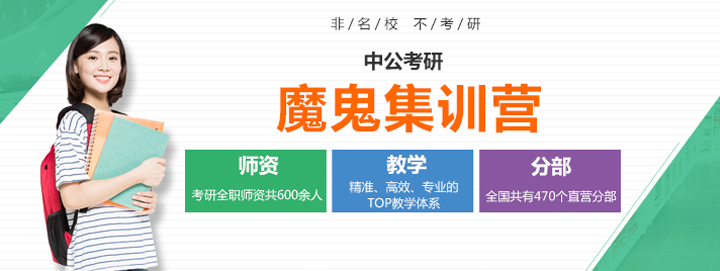 非/名/校 不/考/研
中公考研
魔鬼集训营
师资
考研全职师资共600余人
教学
精准、高效、专业的
TOP教学体系
分部
全国共有470个直营分部